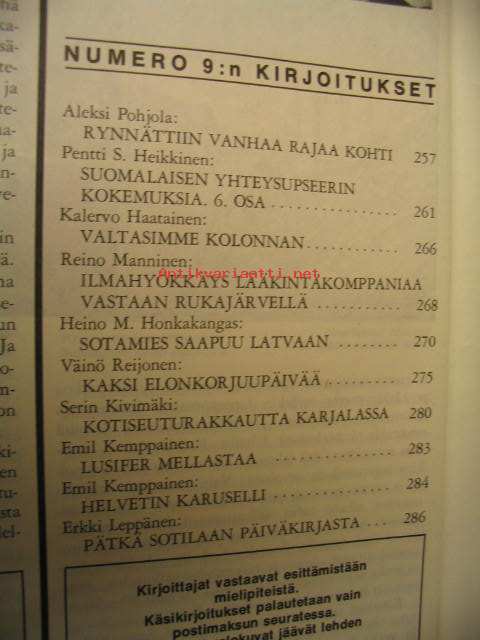 NUMERO 9:n KIRJOITUKSET
Aleksi Pohjola:
RYNNÄTTIIN VANHAA RAJAA KOHTI 257
Pentti S. Heikkinen:
SUOMALAISEN YHTEYSUPSEERIN
KOKEMUKSIA. 6. OSA ................ 261
Kalervo Haatainen:
VALTASIMME KOLONNAN............ 266
Reino Manninen:
ILMAHYÖKKÄYS LÄÄKINTÄKOMPPANIAA
Antikvariaatti.net
VASTAAN RUKAJÄRVELLÄ ........... 268
Heino M. Honkakangas:
SOTAMIES SAAPUU LATVAAN ........ 270
Väinö Reijonen:
KAKSI ELONKORJUUPÄIVÄÄ .......... 275
Serin Kivimäki:
KOTISEUTURAKKAUTTA KARJALASSA 280
Emil Kemppainen:
LUSIFER MELLASTAA ............... 283
Emil Kemppainen:
HELVETIN KARUSELLI ............... 284
Erkki Leppänen:
PÄTKÄ SOTILAAN PÄIVÄKIRJASTA ... 286
Kirjoittajat vastaavat esittämistään
mielipiteistä.
Käsikirjoitukset palautetaan vain
postimaksun seuratessa.
jäävät lehden